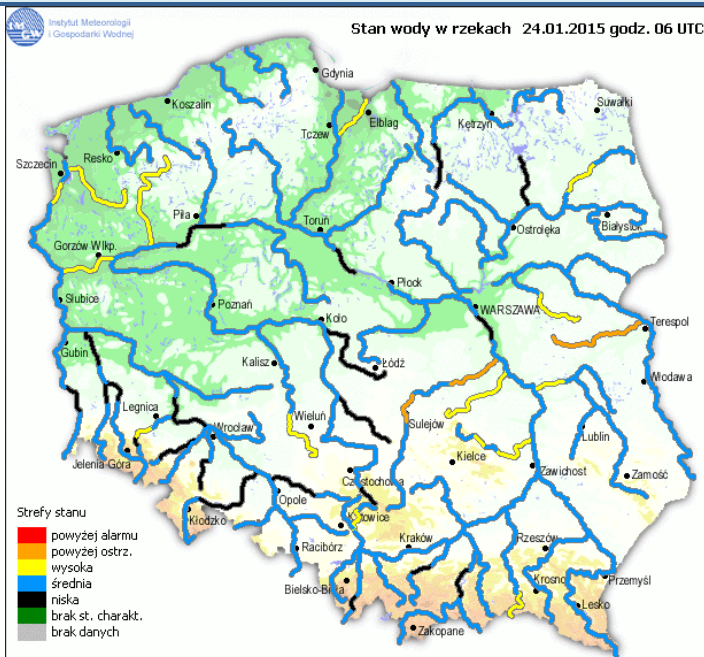 Instytut Meteorologii
i Gospodarki Wodnej
Stan wody w rzekach 24.01.2015 godz. 06 UTC
Gdynia
Koszalin
Suwałki
Tczew
Elbląg
Kętrzyn
Resko
Szczecin
Piła
Toruń
Ostrołęka
Białystok
Gorzów Wlkp.
Płock
Słubice
Poznań
WARSZAWA
Koło
Terespol
Gubin
Kalisz
Łódź
Włodawa
Legnica
Wieluń
Sulejów
Wrocław
Lublin
Jelenia Góra
Kielce
Zawichost
Zamość
Częstochowa
Opole
Strefy stanu
Kłodzko
Katowice
powyżej alarmu
Racibórz
Kraków
Rzeszów
powyżej ostrz.
wysoka
Przemyśl
średnia
Bielsko-Biała
Krosno
niska
Lesko
brak st. charakt.
Zakopane
brak danych